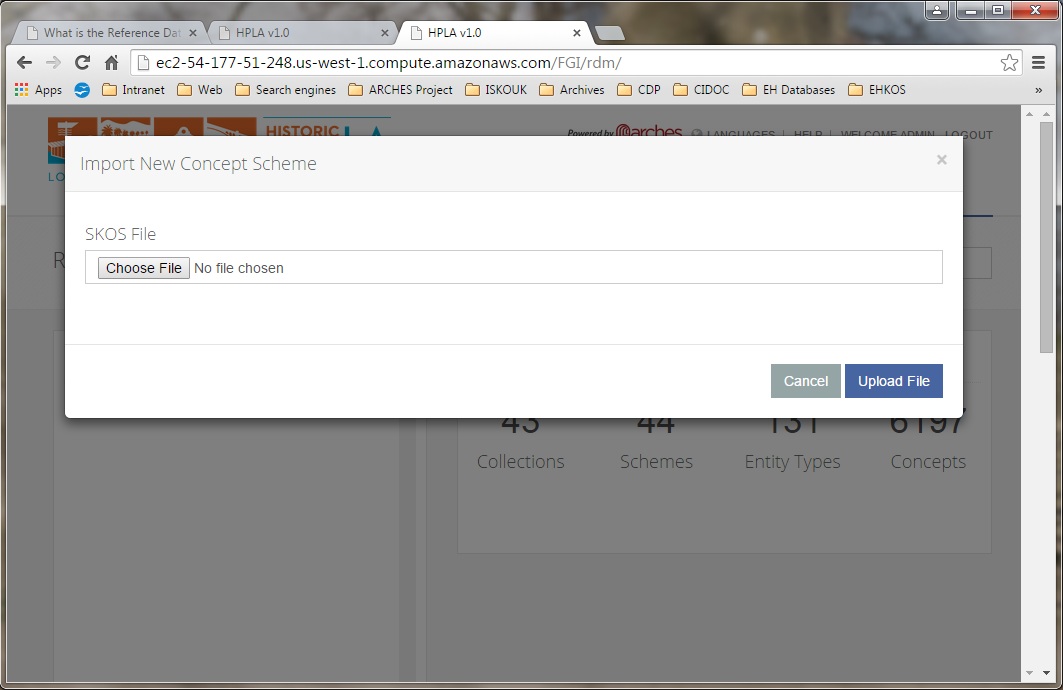 What is the Reference Dat
HPLA v1.0
HPLA v1.0
ec2-54-177-51-248.us-west-1.compute.amazonaws.com/FGI/rdm/
Apps Intranet Web Search engines ARCHES Project ISKOUK Archives CDP CIDOC EH Databases EHKOS »
HISTORIC L.A.
Powered by arches LANGUAGES | HELP | WELCOME ADMIN LOGOUT
LO
R
Import New Concept Scheme ×
SKOS File
Choose File No file chosen
Cancel Upload File
43 44 131 6197
Collections Schemes Entity Types Concepts